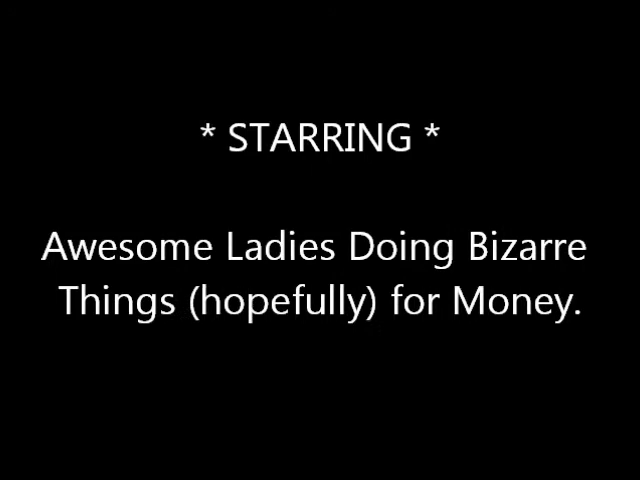 * STARRING *
Awesome Ladies Doing Bizarre
Things (hopefully) for Money.